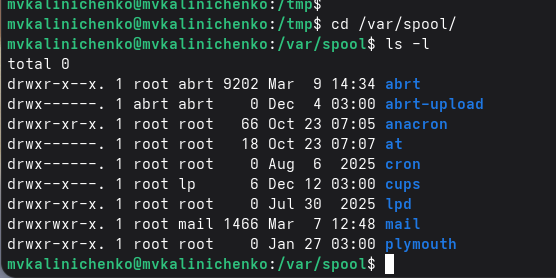 mvkalinichenko@mvkalinichenko:/tmp$
mvkalinichenko@mvkalinichenko:/tmp$ cd /var/spool/
mvkalinichenko@mvkalinichenko:/var/spool$ ls -l
total 0
drwxr-x--x. 1 root abrt 9202 Mar  9 14:34 abrt
drwx------. 1 abrt abrt    0 Dec  4 03:00 abrt-upload
drwxr-xr-x. 1 root root   66 Oct 23 07:05 anacron
drwx------. 1 root root   18 Oct 23 07:07 at
drwxr-xr-x. 1 root root    0 Aug  6  2025 cron
drwx--x---. 1 root lp      6 Dec 12 03:00 cups
drwxr-xr-x. 1 root root    0 Jul 30  2025 lpd
drwxrwxr-x. 1 root mail 1466 Mar  7 12:48 mail
drwxr-xr-x. 1 root root    0 Jan 27 03:00 plymouth
mvkalinichenko@mvkalinichenko:/var/spool$